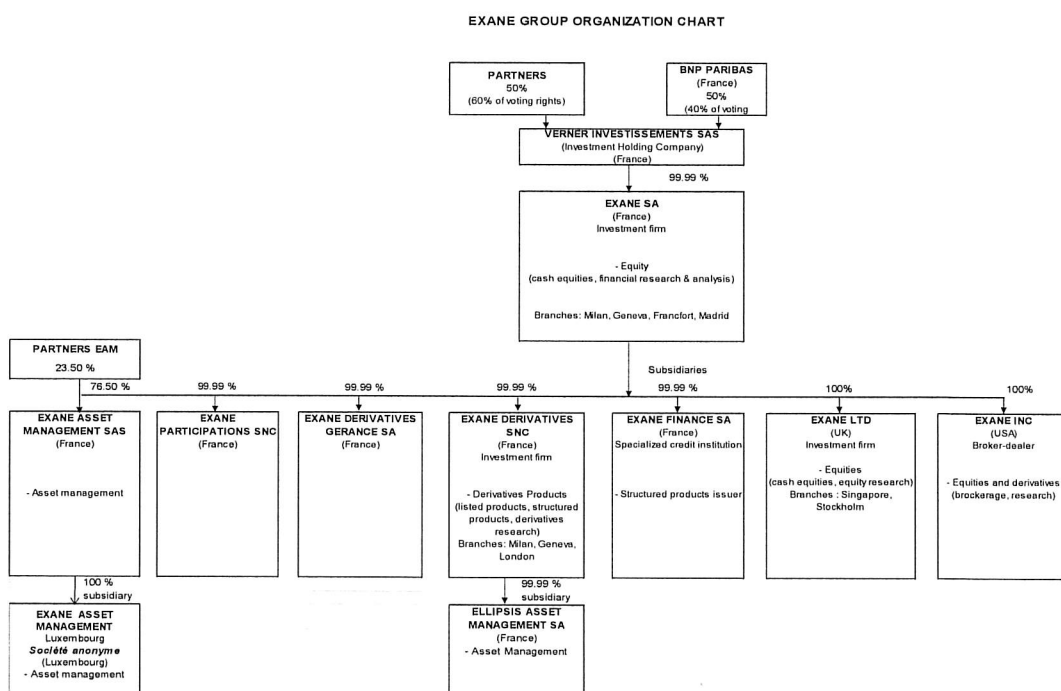 EXANE GROUP ORGANIZATION CHART
PARTNERS
50%
(60% of voting rights)
BNP PARIBAS
(France)
50%
(40% of voting
VERNER INVESTISSEMENTS SAS
(Investment Holding Company)
(France)
99.99 %
EXANE SA
(France)
Investment firm
- Equity
(cash equities, financial research & analysis)
Branches: Milan, Geneva, Francfort, Madrid
PARTNERS EAM
23.50 %
Subsidiaries
76.50 %
99.99 %
99.99 %
99.99 %
99.99 %
100%
100%
EXANE ASSET
MANAGEMENT SAS
(France)
- Asset management
EXANE
PARTICIPATIONS SNC
(France)
EXANE DERIVATIVES
GERANCE SA
(France)
EXANE DERIVATIVES
SNC
(France)
Investment firm
- Derivatives Products
(listed products, structured
products, derivatives
research)
Branches: Milan, Geneva,
London
EXANE FINANCE SA
(France)
Specialized credit institution
- Structured products issuer
EXANE LTD
(UK)
Investment firm
- Equities
(cash equities, equity research)
Branches : Singapore,
Stockholm
EXANE INC
(USA)
Broker-dealer
- Equities and derivatives
(brokerage, research)
100 %
subsidiary
99.99 %
subsidiary
EXANE ASSET
MANAGEMENT
Luxembourg
Société anonyme
(Luxembourg)
- Asset management
ELLIPSIS ASSET
MANAGEMENT SA
(France)
- Asset Management